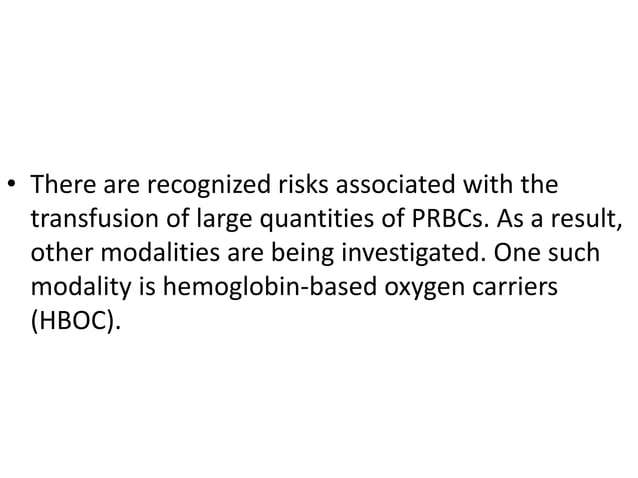 • There are recognized risks associated with the
transfusion of large quantities of PRBCs. As a result,
other modalities are being investigated. One such
modality is hemoglobin-based oxygen carriers
(HBOC).